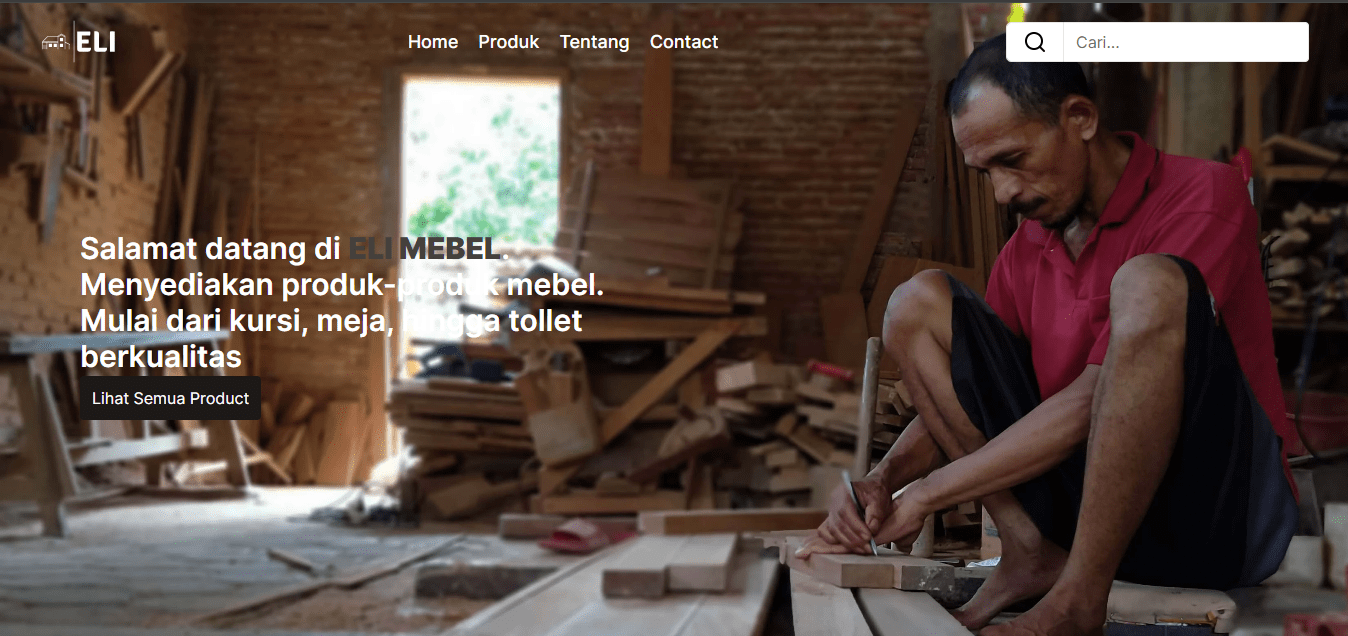 ELI
Home Produk Tentang Contact
Cari...
Salamat datang di ELI MEBEL.
Menyediakan produk-produk mebel.
Mulai dari kursi, meja, hingga tollet
berkualitas
Lihat Semua Product